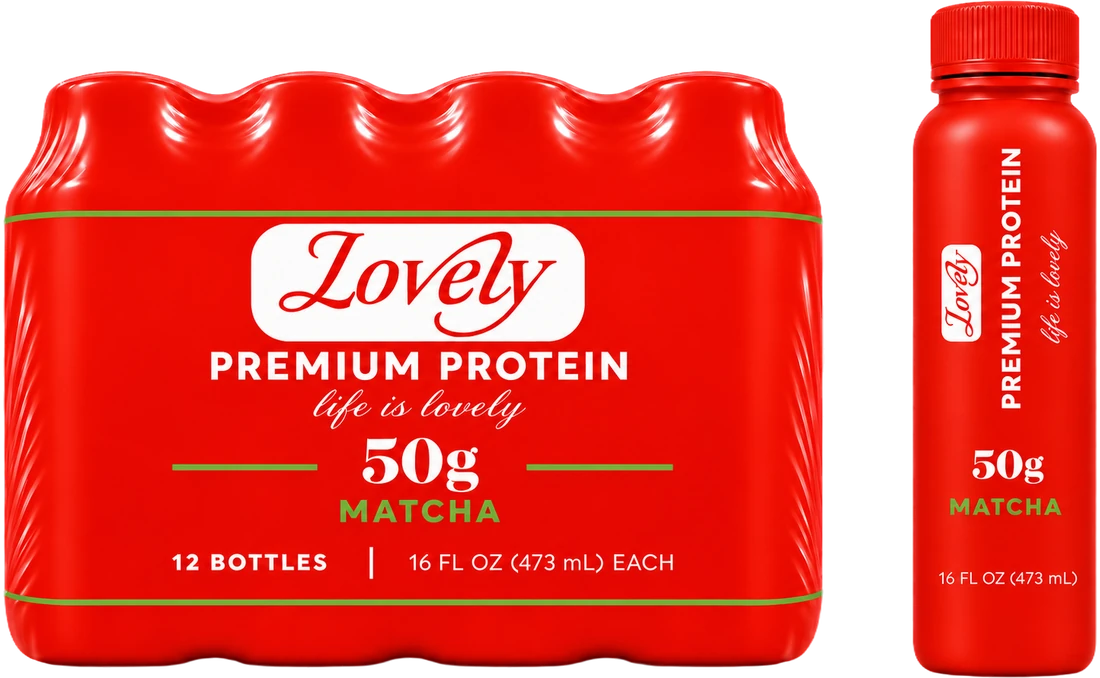 Lovely
PREMIUM PROTEIN
life is lovely
50g
MATCHA
12 BOTTLES | 16 FL OZ (473 mL) EACH
Lovely
PREMIUM PROTEIN
life is lovely
50g
MATCHA
16 FL OZ (473 mL)